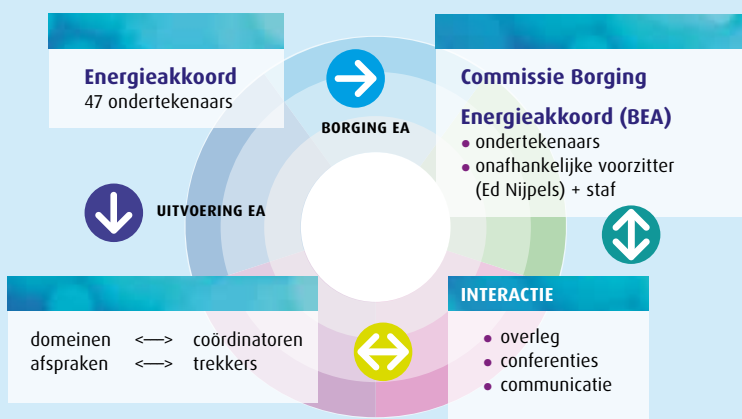 Energieakkoord
47 ondertekenaars
BORGING EA
Commissie Borging
Energieakkoord (BEA)
• ondertekenaars
• onafhankelijke voorzitter
(Ed Nijpels) + staf
UITVOERING EA
domeinen <—> coördinatoren
afspraken <—> trekkers
INTERACTIE
• overleg
• conferenties
• communicatie